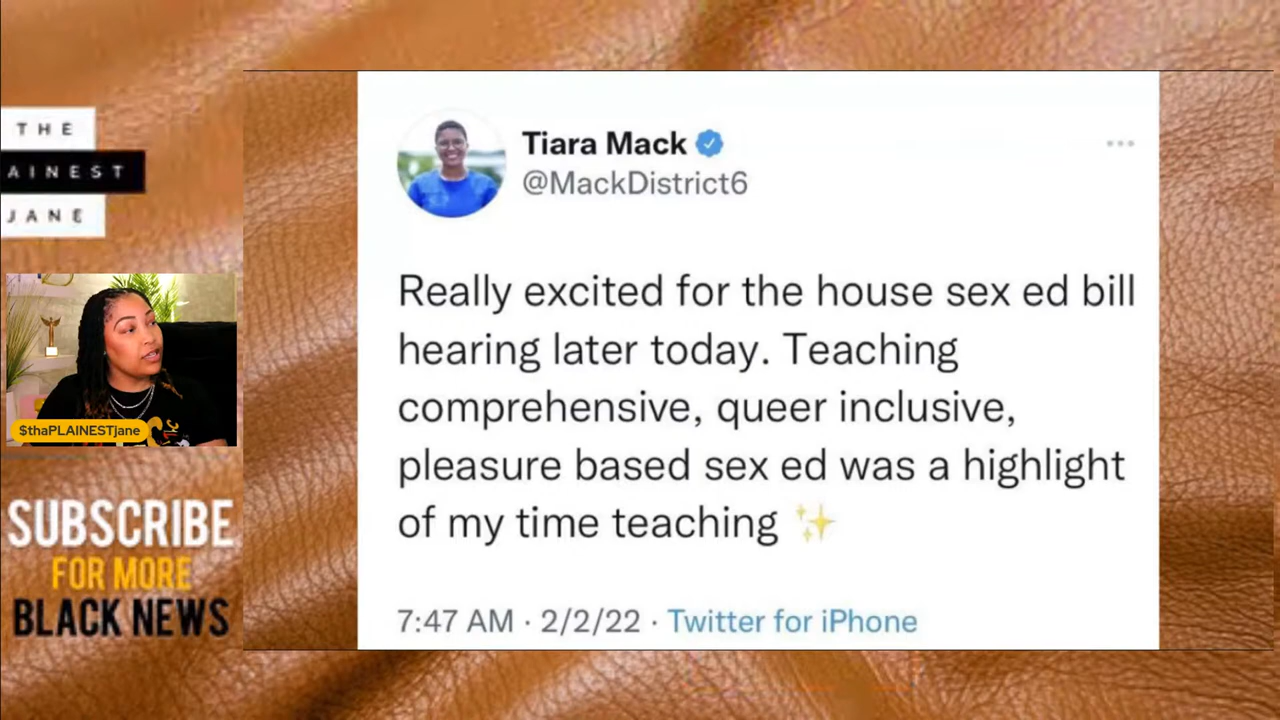 THE
AINEST
JANE
$thaPLAINESTjane
SUBSCRIBE
FOR MORE
BLACK NEWS
Tiara Mack
@MackDistrict6
Really excited for the house sex ed bill
hearing later today. Teaching
comprehensive, queer inclusive,
pleasure based sex ed was a highlight
of my time teaching ✨
7:47 AM · 2/2/22 · Twitter for iPhone